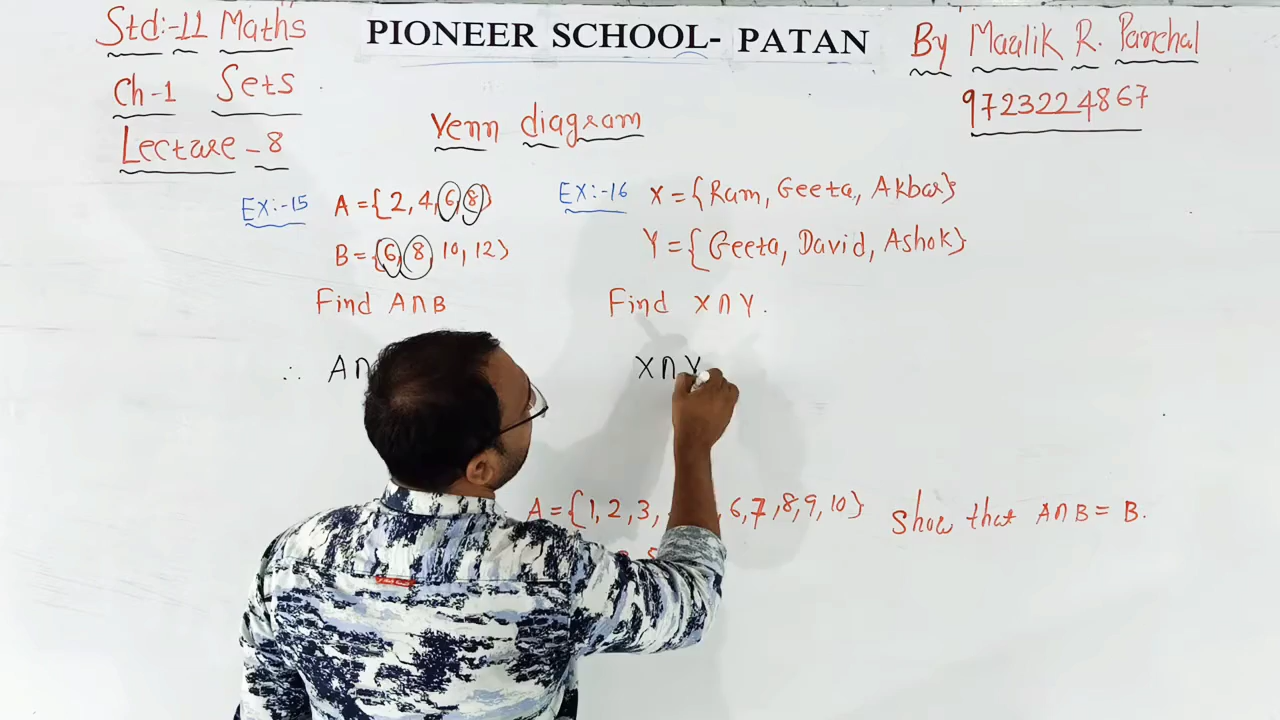 Std:-11 Maths
Ch-1 Sets
Lecture - 8
PIONEER SCHOOL- PATAN
By Maulik R. Panchal
9723224867
Venn diagram
EX:-15 A={2, 4, 6, 8}
B={6, 8, 10, 12}
Find A∩B
∴ A∩
EX:-16 X={Ram, Geeta, Akbar}
Y={Geeta, David, Ashok}
Find X∩Y.
X∩Y
A={1, 2, 3, 6, 7, 8, 9, 10} show that A∩B = B.